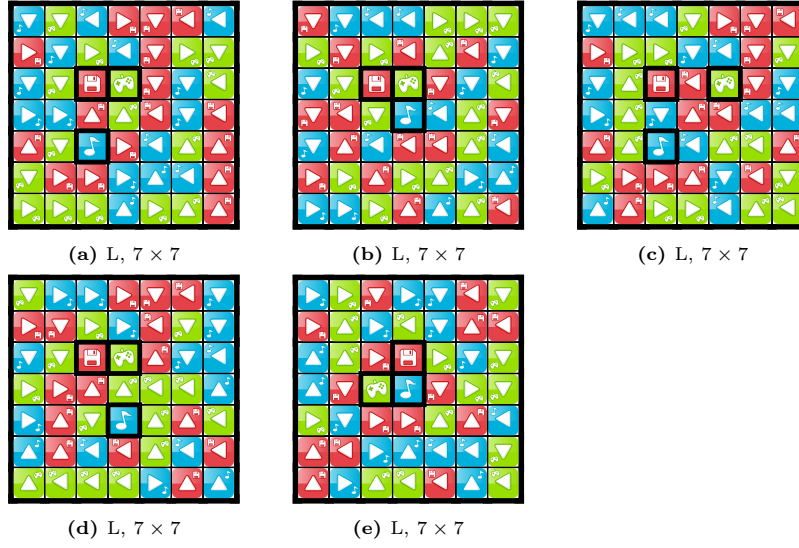 (a) L, 7 × 7
(b) L, 7 × 7
(c) L, 7 × 7
(d) L, 7 × 7
(e) L, 7 × 7